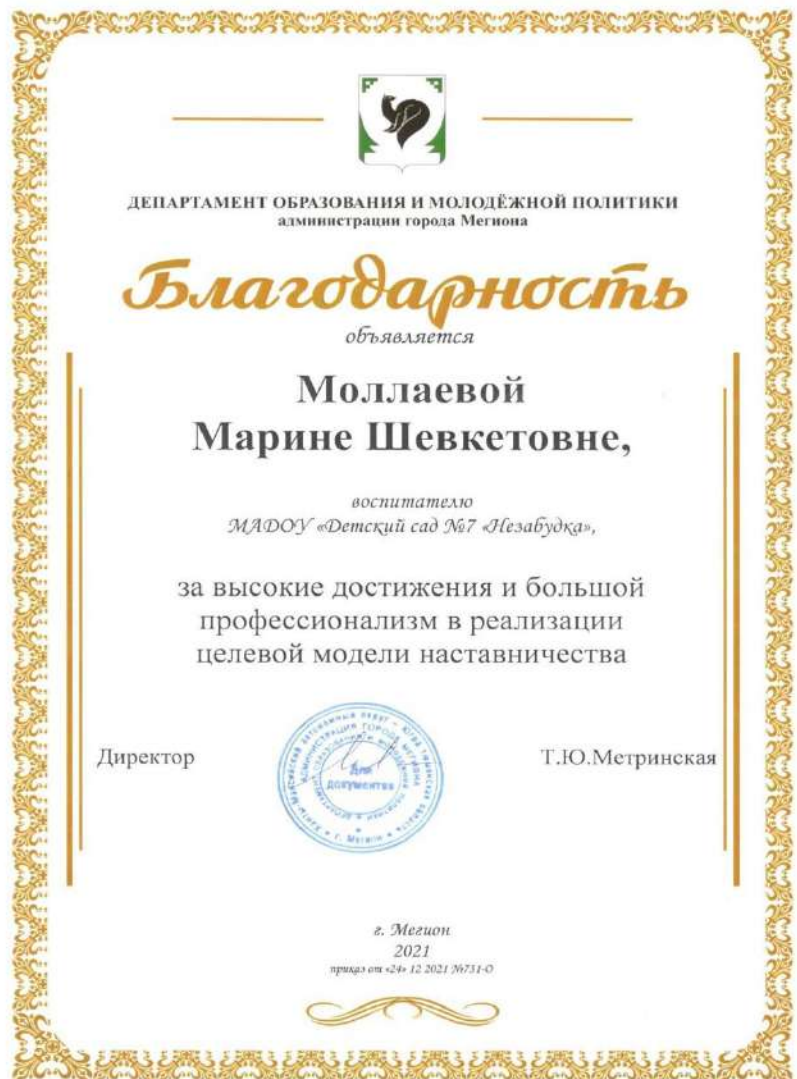 ДЕПАРТАМЕНТ ОБРАЗОВАНИЯ И МОЛОДЁЖНОЙ ПОЛИТИКИ
администрации города Мегиона
Благодарность
объявляется
Моллаевой
Марине Шевкетовне,
воспитателю
МАДОУ «Детский сад №7 «Незабудка»,
за высокие достижения и большой
профессионализм в реализации
целевой модели наставничества
Директор
Т.Ю.Метринская
Для
документов
г. Мегион
2021
приказ от «24» 12 2021 №731-О